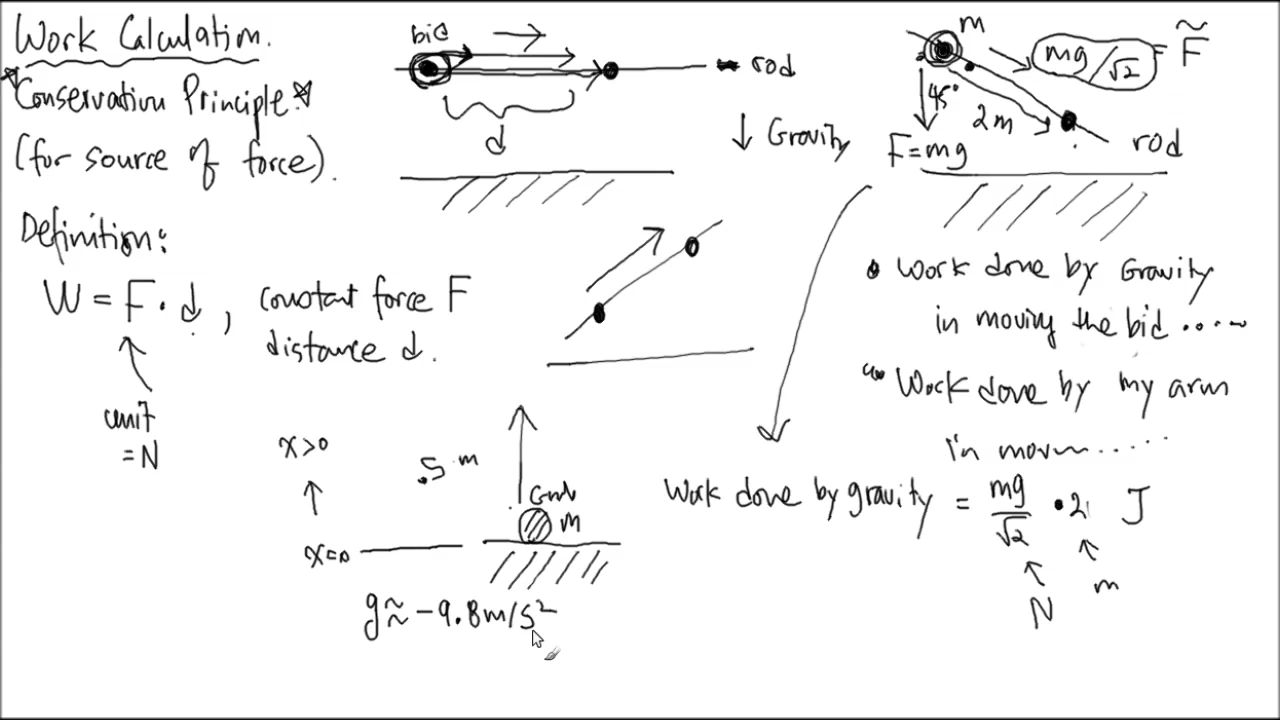 Work Calculation.
*Conservation Principle*
(for source of force).
Definition:
W = F · d, constant force F
distance d.
unit
= N
bid
d
rod
↓ Gravity
m
mg/√2 = F̃
45°
2m
F=mg
rod
• Work done by Gravity
in moving the bid .....
Work done by my arm
in movin.....
Work done by gravity = mg/√2 · 2 J
N
m
x>0
x=0
.5 m
m
g ≈ -9.8m/s²